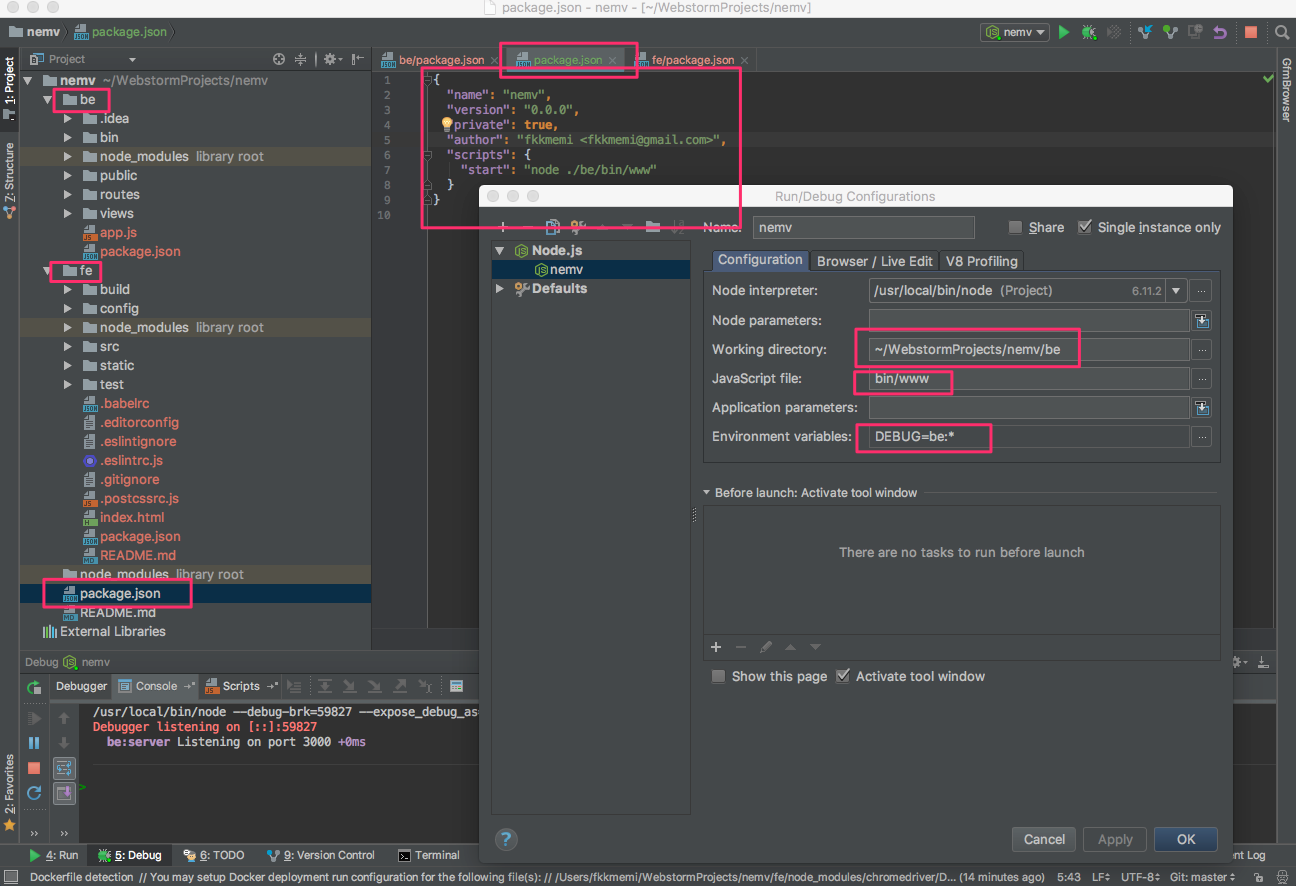 package.json - nemv - [~/WebstormProjects/nemv]
nemv
package.json
nemv
Project
be/package.json
package.json
fe/package.json
1: Project
7: Structure
2: Favorites
GfmBrowser
nemv ~/WebstormProjects/nemv
be
.idea
bin
node_modules library root
public
routes
views
app.js
package.json
fe
build
config
node_modules library root
src
static
test
.babelrc
.editorconfig
.eslintignore
.eslintrc.js
.gitignore
.postcssrc.js
index.html
package.json
README.md
node_modules library root
package.json
README.md
External Libraries
1 {
2 "name": "nemv",
3 "version": "0.0.0",
4 private": true,
5 "author": "fkkmemi <fkkmemi@gmail.com>",
6 "scripts": {
7 "start": "node ./be/bin/www"
8 }
9 }
10
Run/Debug Configurations
Name: nemv
Share
Single instance only
Node.js
nemv
Defaults
Configuration
Browser / Live Edit
V8 Profiling
Node interpreter: /usr/local/bin/node (Project) 6.11.2
Node parameters:
Working directory: ~/WebstormProjects/nemv/be
JavaScript file: bin/www
Application parameters:
Environment variables: DEBUG=be:*
Before launch: Activate tool window
There are no tasks to run before launch
Show this page
Activate tool window
Cancel
Apply
OK
Debug nemv
Debugger
Console
Scripts
/usr/local/bin/node --debug-brk=59827 --expose_debug_as
Debugger listening on [::]:59827
be:server Listening on port 3000 +0ms
>
4: Run
5: Debug
6: TODO
9: Version Control
Terminal
nt Log
Dockerfile detection // You may setup Docker deployment run configuration for the following file(s): // /Users/fkkmemi/WebstormProjects/nemv/fe/node_modules/chromedriver/D... (14 minutes ago)
5:43
LF
UTF-8
Git: master